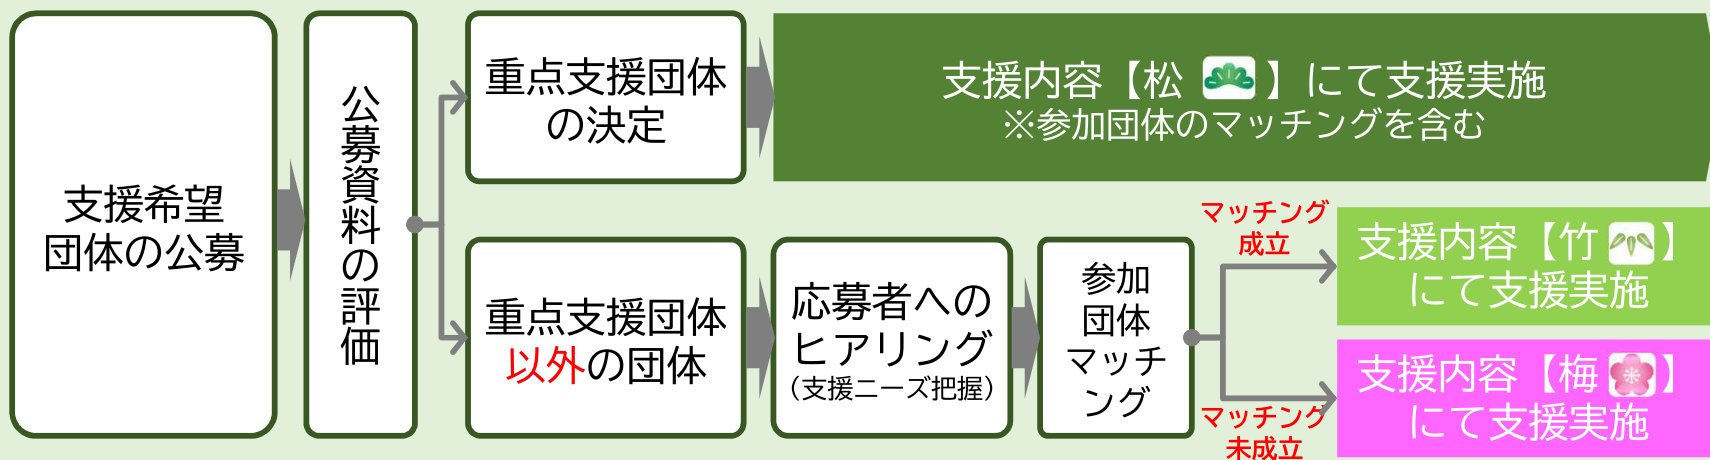 支援希望
団体の公募
公募資料の評価
重点支援団体
の決定
支援内容【松 】にて支援実施
※参加団体のマッチングを含む
重点支援団体
以外の団体
応募者への
ヒアリング
（支援ニーズ把握）
参加
団体
マッチ
ング
マッチング
成立
支援内容【竹 】
にて支援実施
マッチング
未成立
支援内容【梅 】
にて支援実施